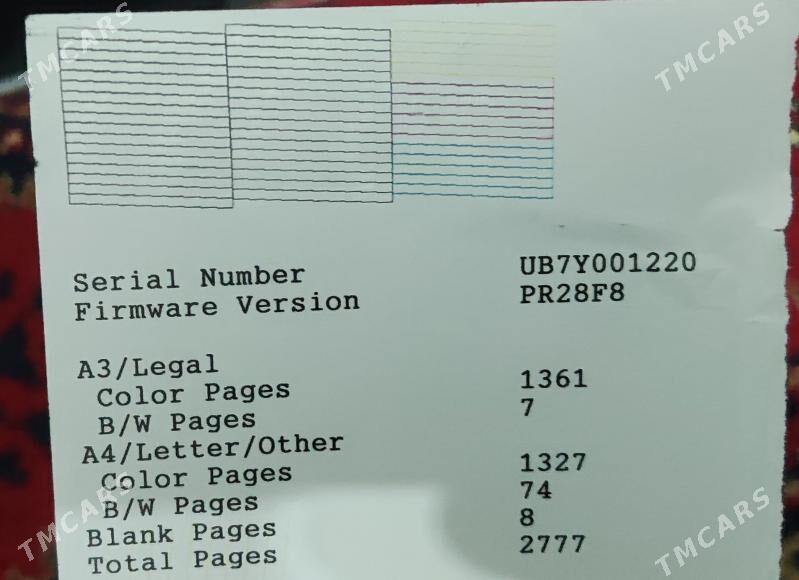 TMCARS
TMCARS
Serial Number UB7Y001220
Firmware Version PR28F8
A3/Legal
Color Pages 1361
B/W Pages 7
A4/Letter/Other
Color Pages 1327
B/W Pages 74
Blank Pages 8
Total Pages 2777
TMCARS
TMCARS